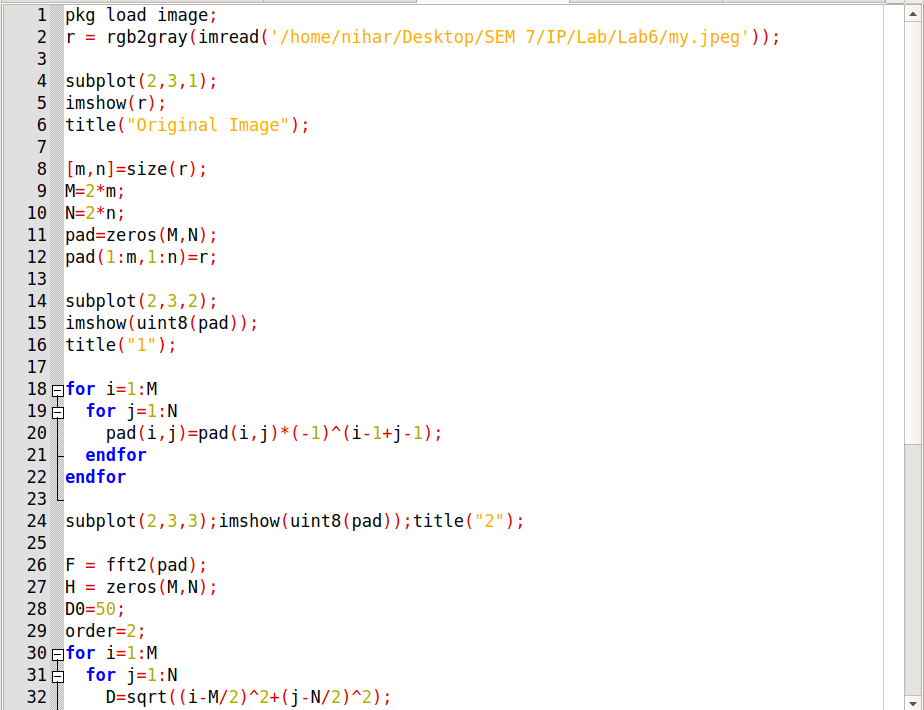 1 pkg load image;
2 r = rgb2gray(imread('/home/nihar/Desktop/SEM 7/IP/Lab/Lab6/my.jpeg'));
3
4 subplot(2,3,1);
5 imshow(r);
6 title("Original Image");
7
8 [m,n]=size(r);
9 M=2*m;
10 N=2*n;
11 pad=zeros(M,N);
12 pad(1:m,1:n)=r;
13
14 subplot(2,3,2);
15 imshow(uint8(pad));
16 title("1");
17
18 for i=1:M
19   for j=1:N
20     pad(i,j)=pad(i,j)*(-1)^(i-1+j-1);
21   endfor
22 endfor
23
24 subplot(2,3,3);imshow(uint8(pad));title("2");
25
26 F = fft2(pad);
27 H = zeros(M,N);
28 D0=50;
29 order=2;
30 for i=1:M
31   for j=1:N
32     D=sqrt((i-M/2)^2+(j-N/2)^2);